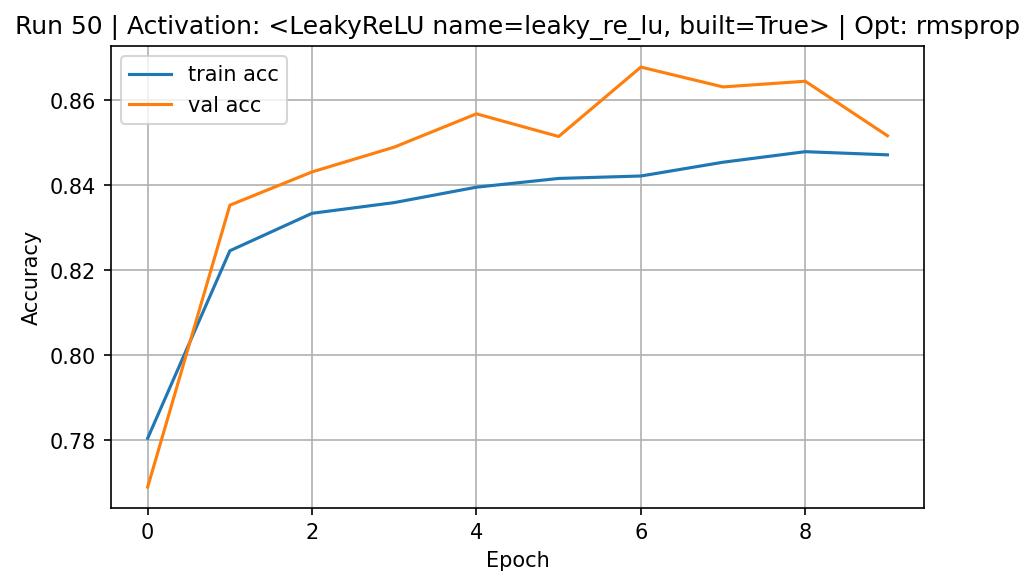 Run 50 | Activation: <LeakyReLU name=leaky_re_lu, built=True> | Opt: rmsprop
train acc
val acc
0.86
0.84
0.82
0.80
0.78
Accuracy
0 2 4 6 8
Epoch